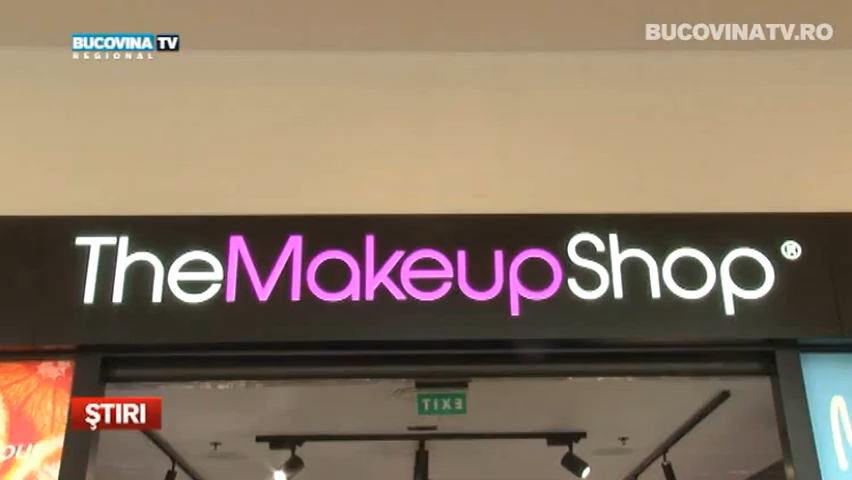 BUCOVINA TV
REGIONAL
BUCOVINATV.RO
TheMakeupShop®
EXIT
ŞTIRI